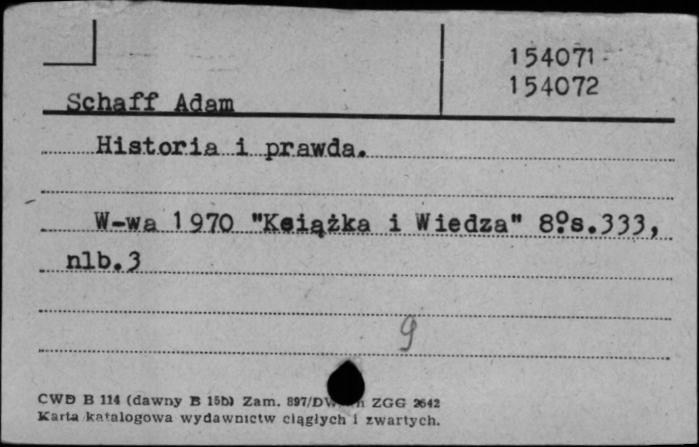 154071
154072
Schaff Adam
Historia i prawda.
W-wa 1970 "Książka i Wiedza" 8°s.333,
nlb.3
9
CWD B 114 (dawny B 15b) Zam. 897/DW ZGG 2642
Karta katalogowa wydawnictw ciągłych i zwartych.